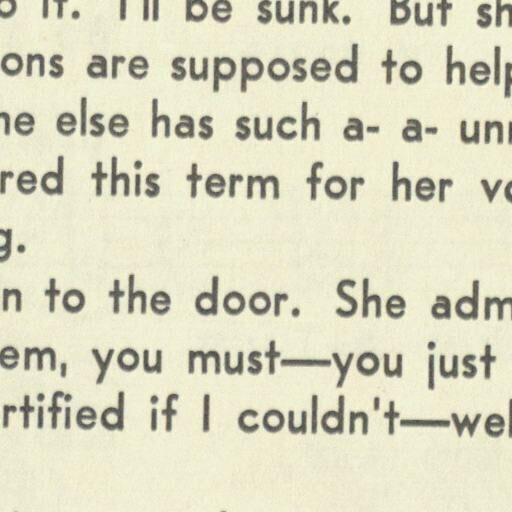 it. I'll be sunk. But sh
ons are supposed to help
ne else has such a- a- unn
red this term for her vo
g.
n to the door. She adm
em, you must—you just
rtified if I couldn't—wel